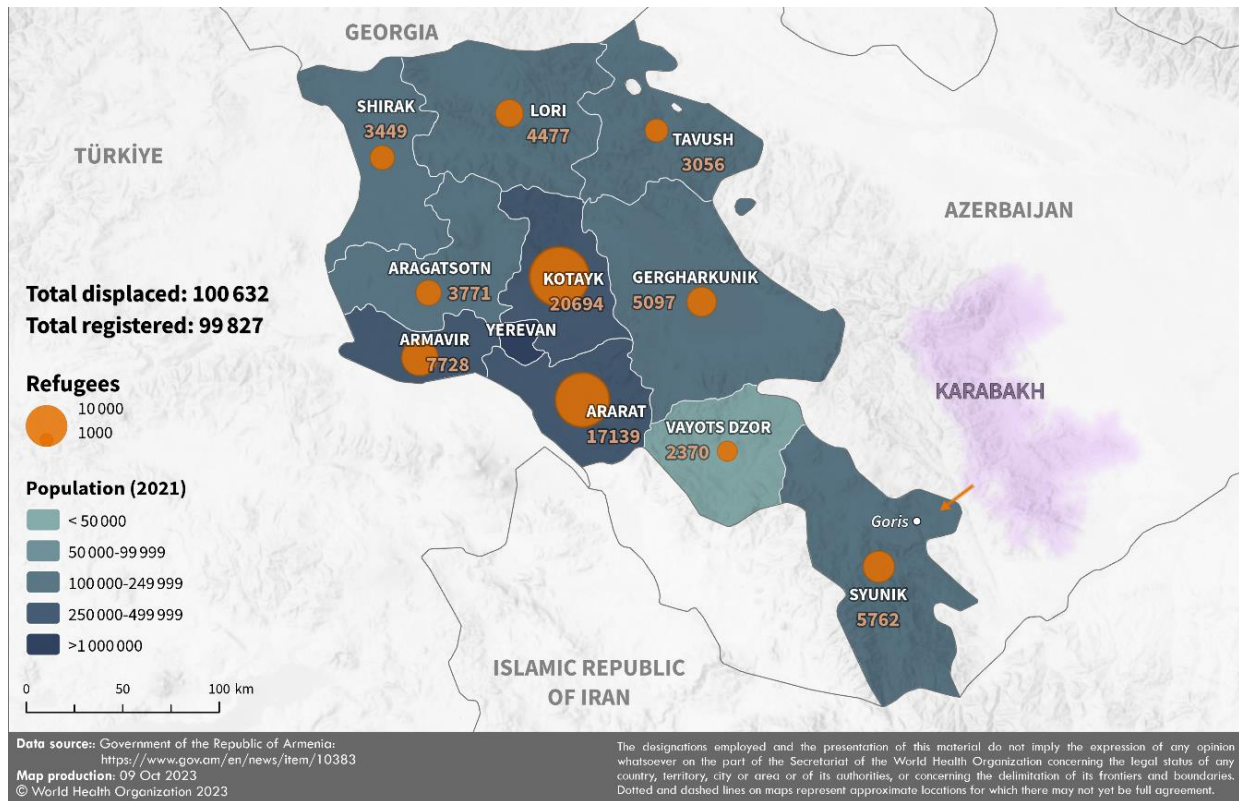 GEORGIA
SHIRAK
3449
LORI
4477
TAVUSH
3056
TÜRKİYE
AZERBAIJAN
ARAGATSOTN
3771
KOTAYK
20694
GERGHARKUNIK
5097
Total displaced: 100 632
Total registered: 99 827
YEREVAN
ARMAVIR
7728
Refugees
10 000
1000
KARABAKH
ARARAT
17139
VAYOTS DZOR
2370
Population (2021)
< 50 000
50 000-99 999
100 000-249 999
250 000-499 999
>1 000 000
Goris
SYUNIK
5762
ISLAMIC REPUBLIC
OF IRAN
0 50 100 km
Data source:: Government of the Republic of Armenia:
https://www.gov.am/en/news/item/10383
Map production: 09 Oct 2023
© World Health Organization 2023
The designations employed and the presentation of this material do not imply the expression of any opinion
whatsoever on the part of the Secretariat of the World Health Organization concerning the legal status of any
country, territory, city or area or of its authorities, or concerning the delimitation of its frontiers and boundaries.
Dotted and dashed lines on maps represent approximate locations for which there may not yet be full agreement.